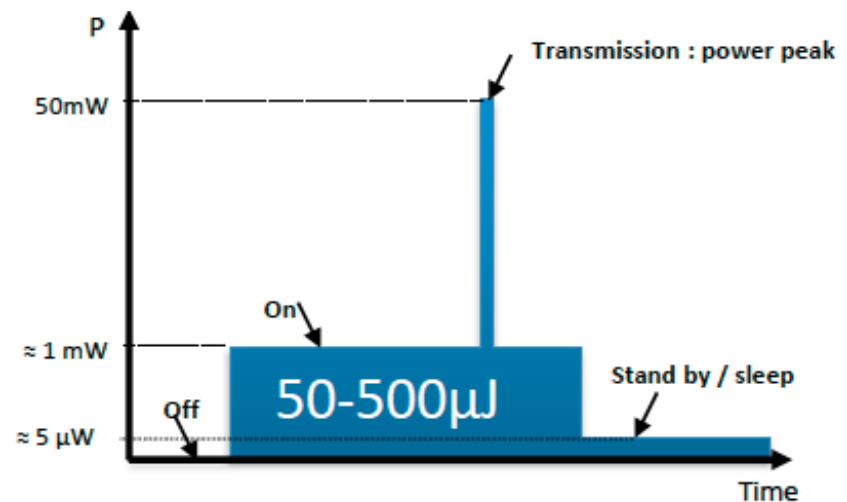 P
Transmission : power peak
50mW
On
≈ 1 mW
50-500µJ
Stand by / sleep
Off
≈ 5 µW
Time